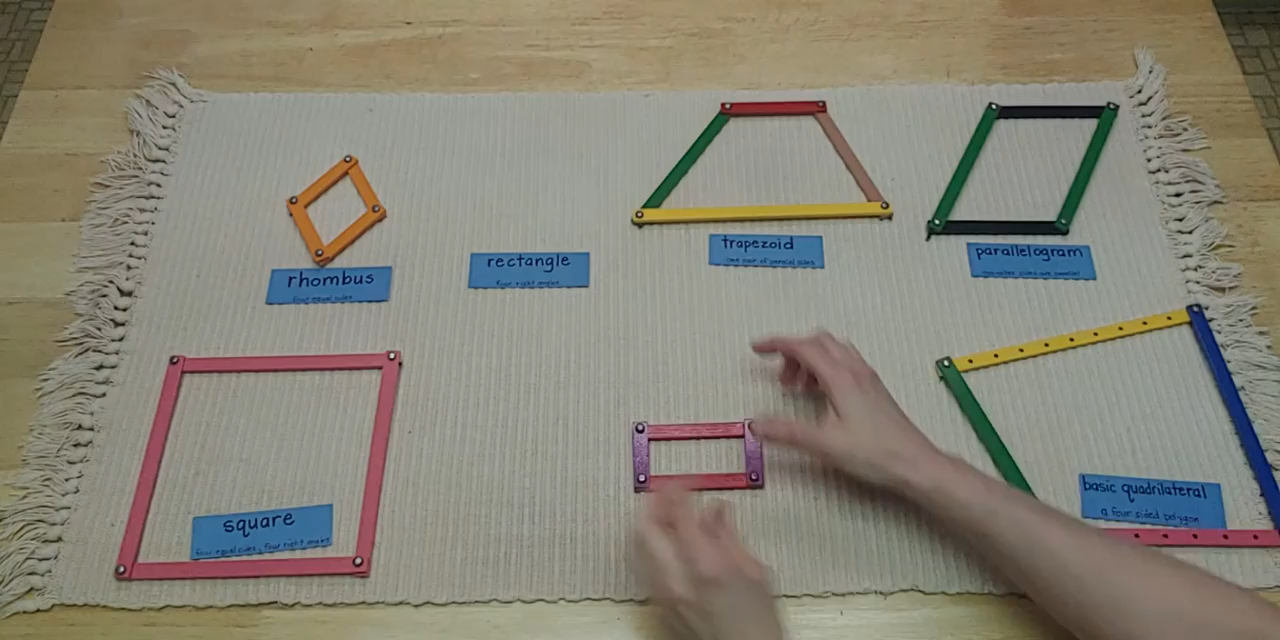 trapezoid
one pair of parallel sides
parallelogram
rectangle
four right angles
rhombus
four equal sides
basic quadrilateral
a four sided polygon
square
four equal sides, four right angles